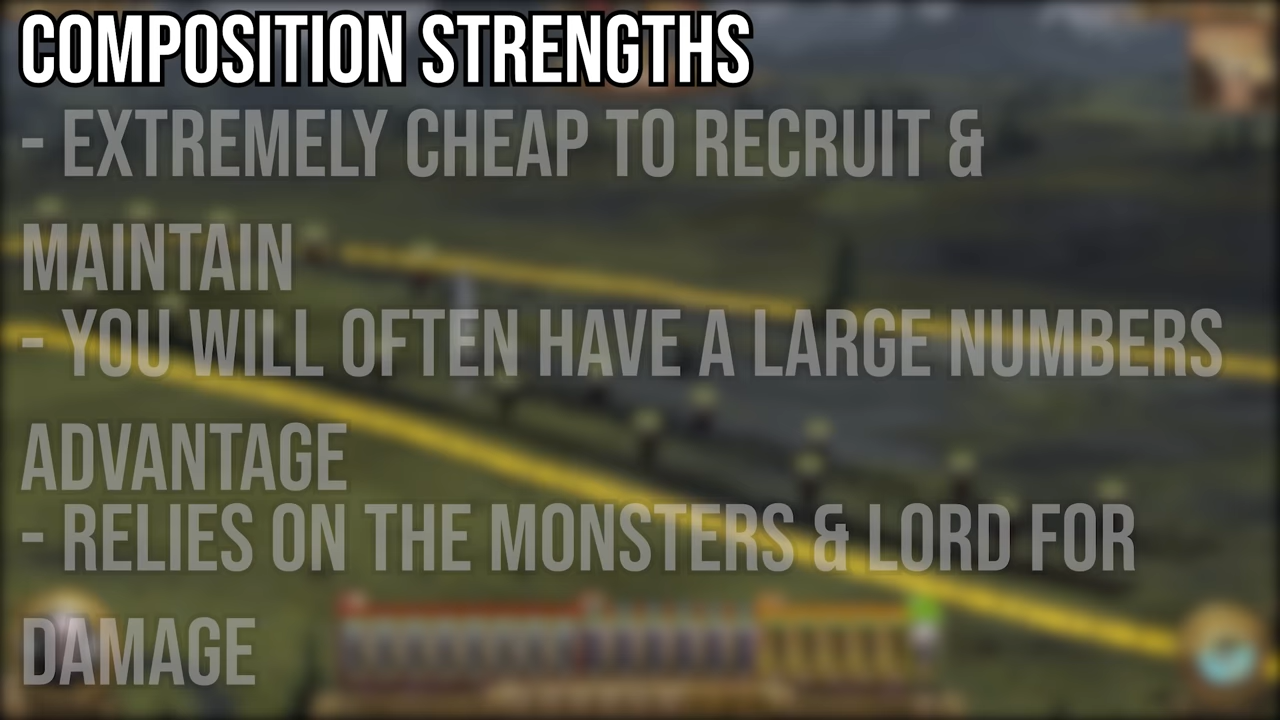 COMPOSITION STRENGTHS
- EXTREMELY CHEAP TO RECRUIT &
MAINTAIN
- YOU WILL OFTEN HAVE A LARGE NUMBERS
ADVANTAGE
- RELIES ON THE MONSTERS & LORD FOR
DAMAGE